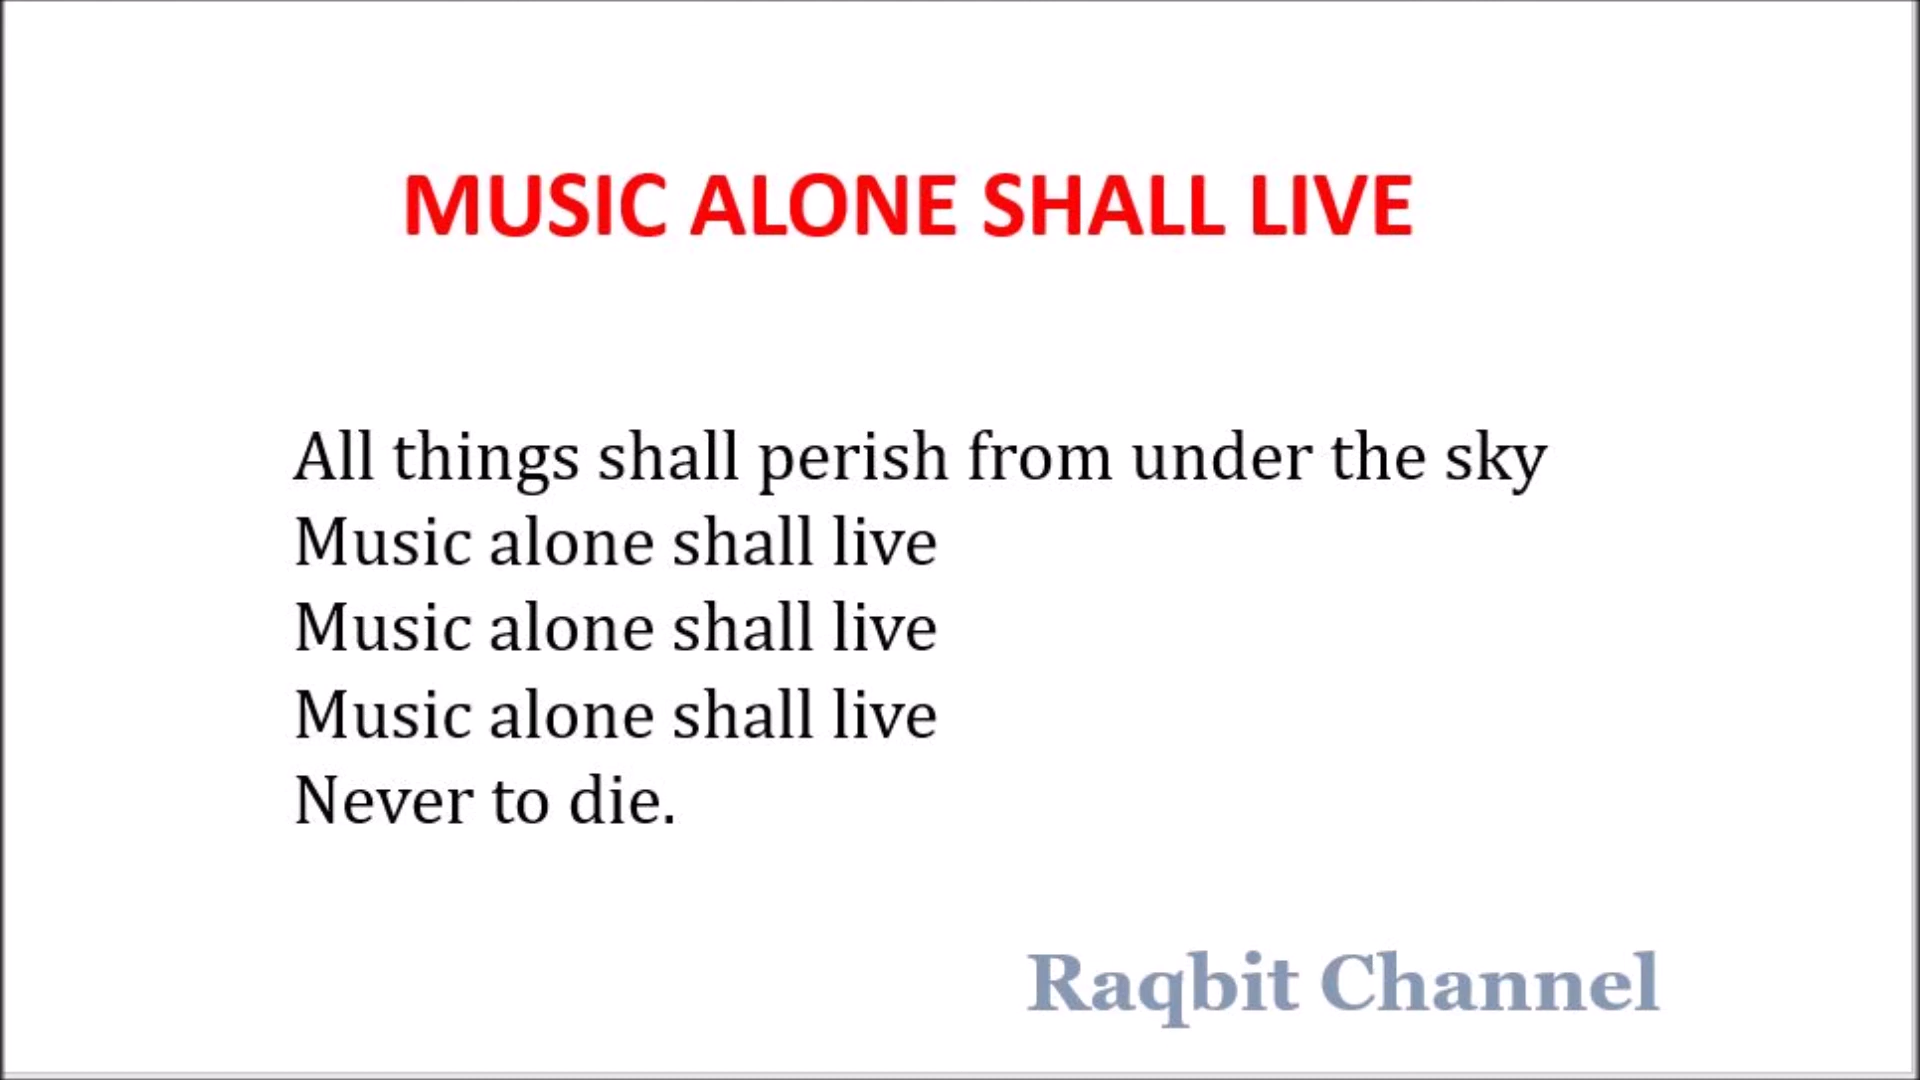 MUSIC ALONE SHALL LIVE
All things shall perish from under the sky
Music alone shall live
Music alone shall live
Music alone shall live
Never to die.
Raqbit Channel